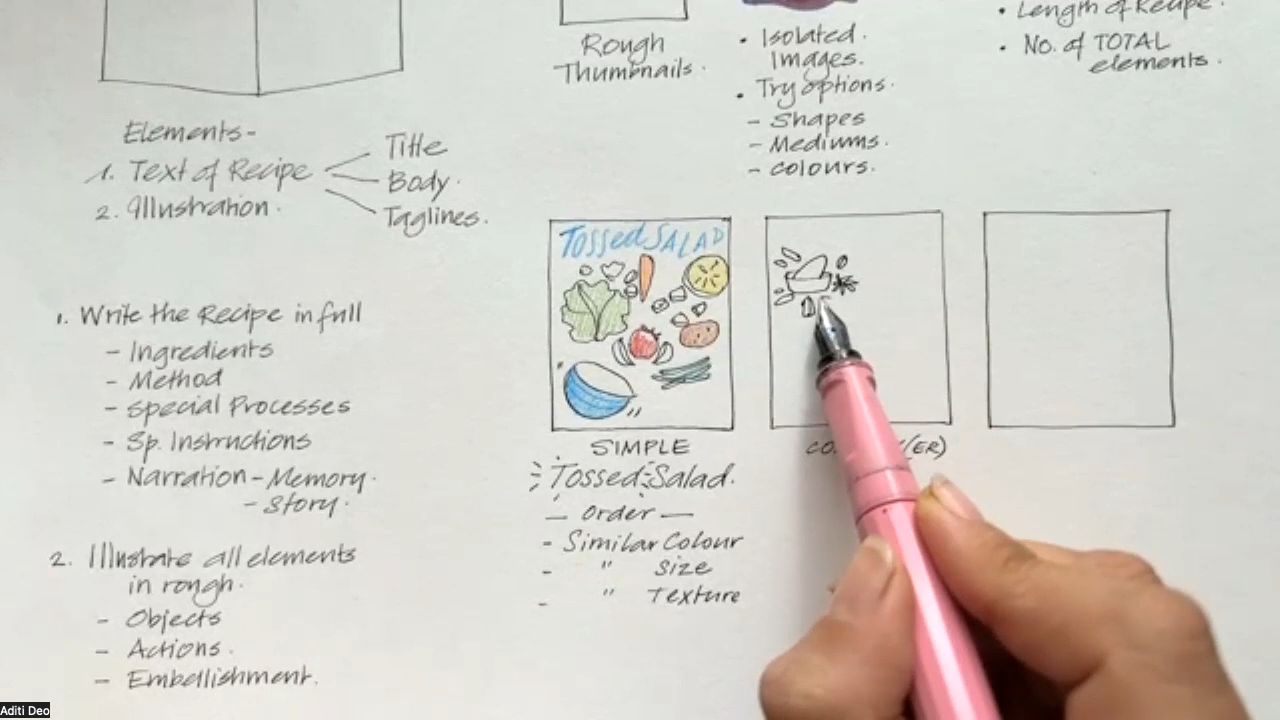 Elements-
1. Text of Recipe
2. Illustration.
Title
Body.
Taglines.
1. Write the Recipe in full
- Ingredients
- Method
- Special Processes
- Sp. Instructions
- Narration - Memory.
- Story.
2. Illustrate all elements
in rough.
- Objects
- Actions.
- Embellishment.
Rough
Thumbnails.
• Isolated.
Images.
• Try options.
- Shapes
- Mediums.
- colours.
• Length of Recipe.
• No. of TOTAL
elements.
Tossed SALAD
SIMPLE
Tossed Salad.
- Order -
- Similar Colour
- " Size
- " Texture
(ER)
Aditi Deo